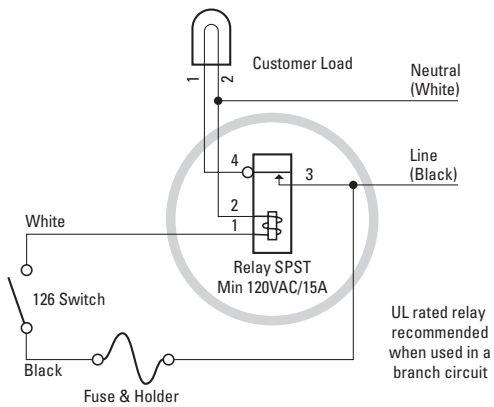 Customer Load
1
2
Neutral
(White)
Line
(Black)
4
3
2
1
White
Relay SPST
Min 120VAC/15A
126 Switch
Black
Fuse & Holder
UL rated relay
recommended
when used in a
branch circuit